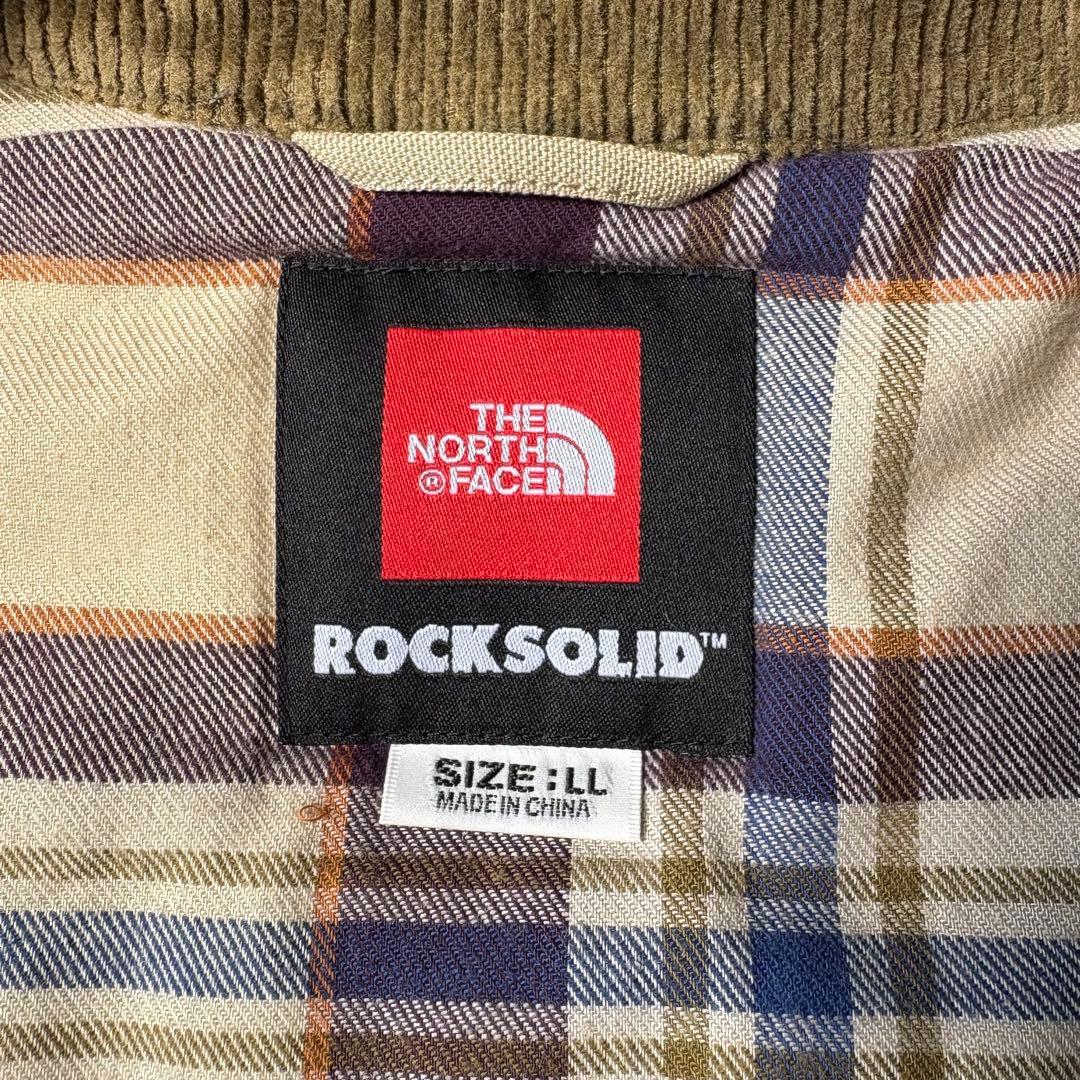 THE
NORTH
®FACE
ROCKSOLID™
SIZE:LL
MADE IN CHINA